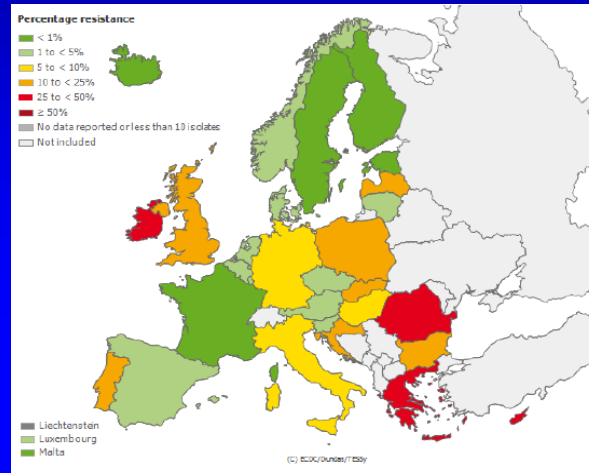 Percentage resistance
< 1%
1 to < 5%
5 to < 10%
10 to < 25%
25 to < 50%
≥ 50%
No data reported or less than 10 isolates
Not included
Liechtenstein
Luxembourg
Malta
(C) ECDC/Dundas/TESSy